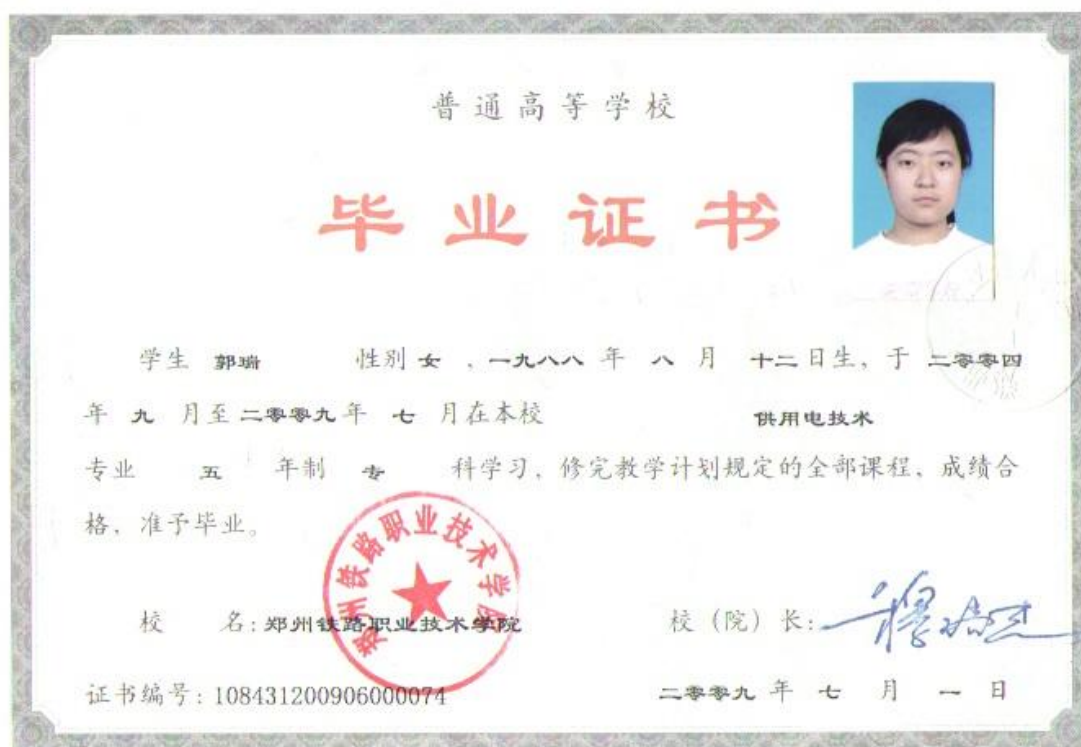 普通高等学校
毕业证书
学生 郭瑞 性别 女 ，一九八八 年 八 月 十二 日生，于 二零零四
年 九 月至 二零零九 年 七 月在本校 供用电技术
专业 五 年制 专 科学习，修完教学计划规定的全部课程，成绩合
格，准予毕业。
郑州铁路职业技术学院
校 名：郑州铁路职业技术学院 校（院）长：
证书编号：108431200906000074 二零零九 年 七 月 一 日